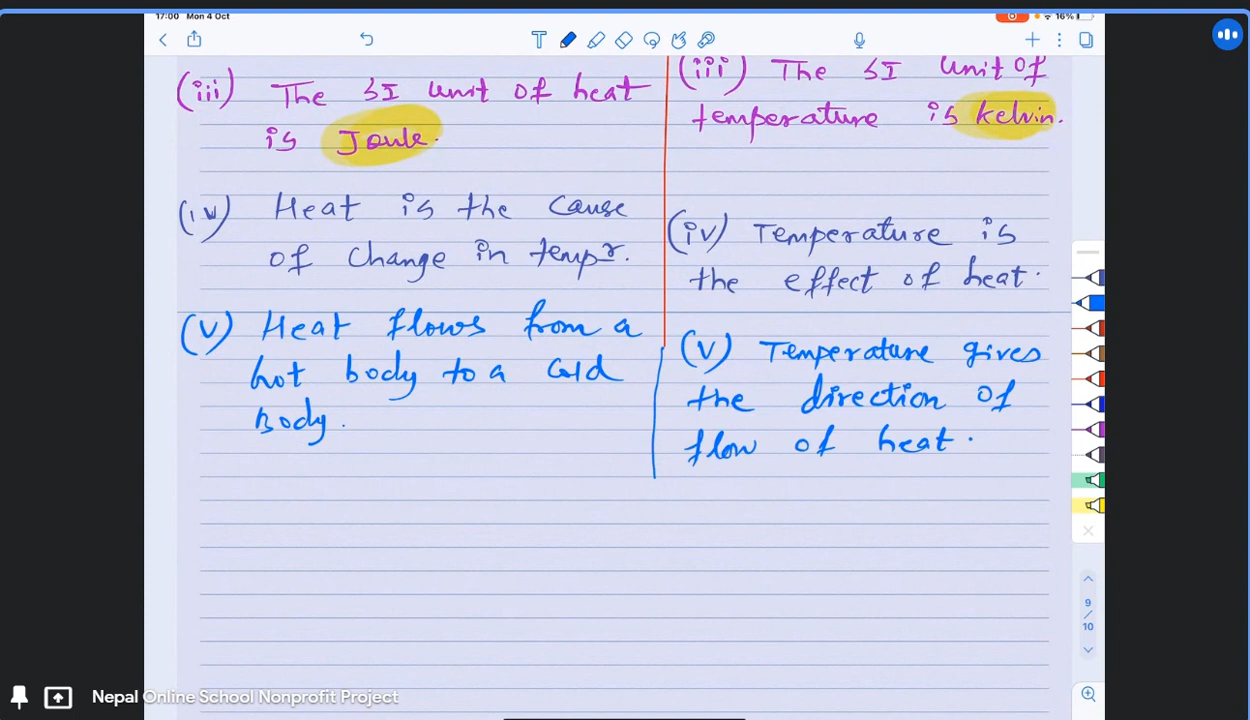 17:00 Mon 4 Oct
16%
(iii) The SI unit of heat
is Joule.
(iv) Heat is the cause
of change in tempr.
(v) Heat flows from a
hot body to a cold
Body.
(iii) The SI unit of
temperature is kelvin.
(iv) Temperature is
the effect of heat.
(v) Temperature gives
the direction of
flow of heat.
9
/
10
Nepal Online School Nonprofit Project